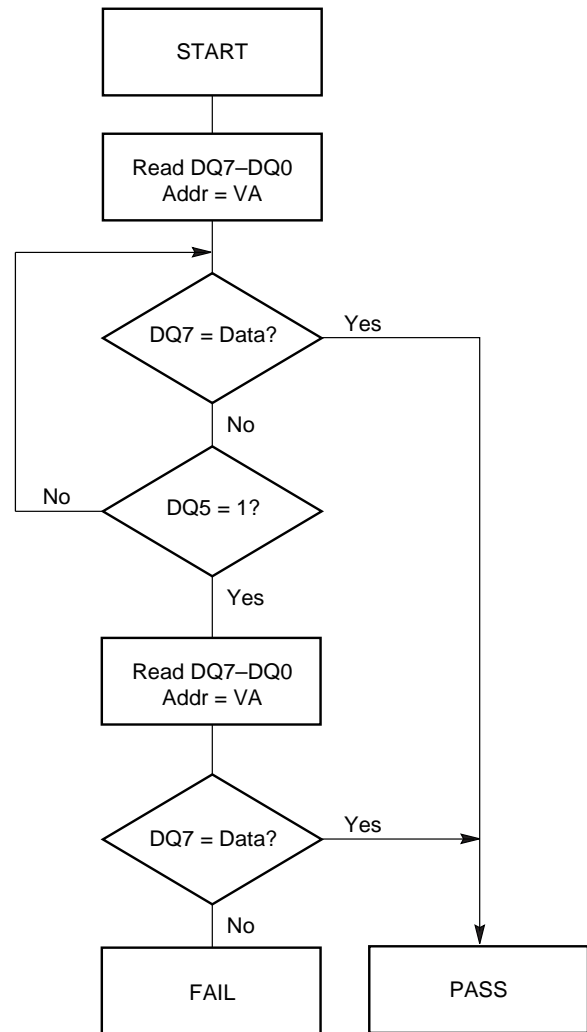 START
Read DQ7–DQ0
Addr = VA
DQ7 = Data?
Yes
No
No
DQ5 = 1?
Yes
Read DQ7–DQ0
Addr = VA
DQ7 = Data?
Yes
No
FAIL
PASS